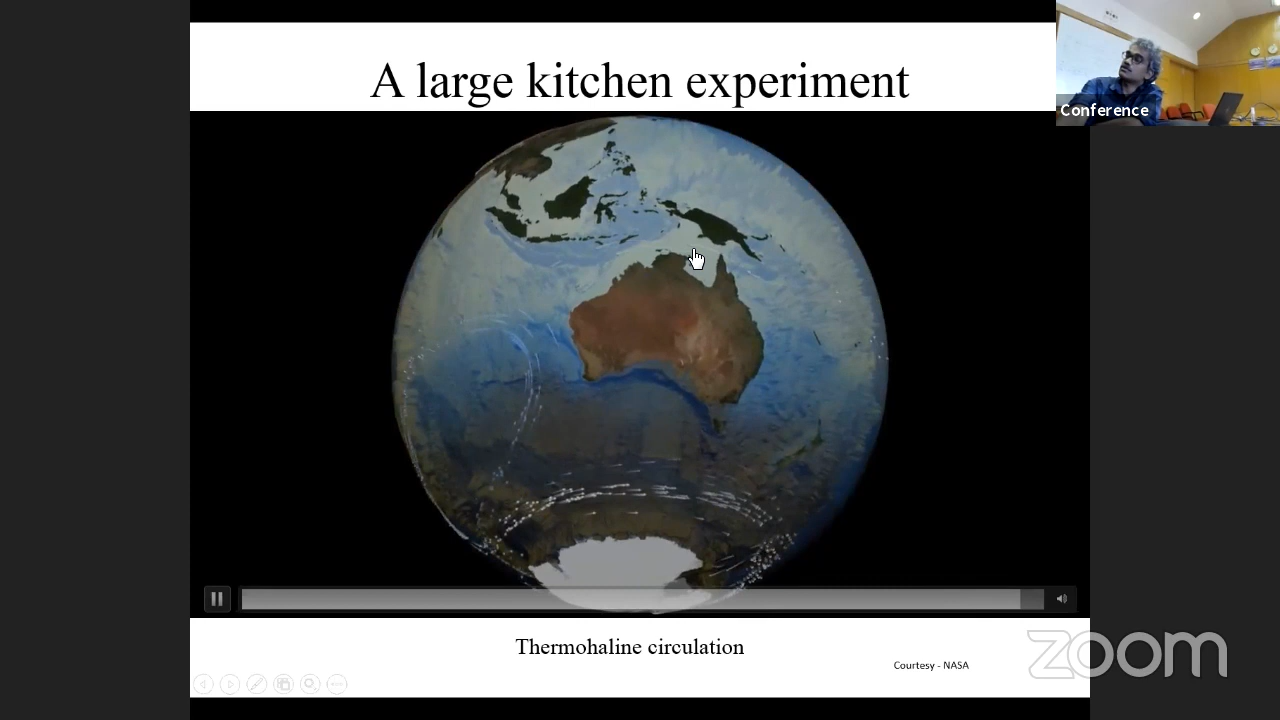 A large kitchen experiment
Conference
Thermohaline circulation
Courtesy - NASA
zoom